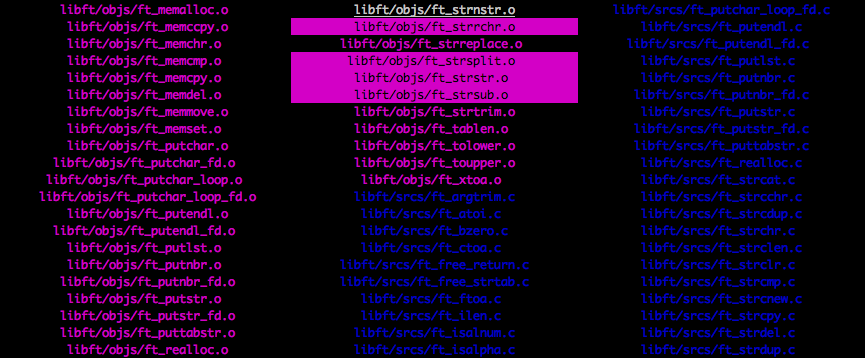 libft/objs/ft_memalloc.o
libft/objs/ft_memccpy.o
libft/objs/ft_memchr.o
libft/objs/ft_memcmp.o
libft/objs/ft_memcpy.o
libft/objs/ft_memdel.o
libft/objs/ft_memmove.o
libft/objs/ft_memset.o
libft/objs/ft_putchar.o
libft/objs/ft_putchar_fd.o
libft/objs/ft_putchar_loop.o
libft/objs/ft_putchar_loop_fd.o
libft/objs/ft_putendl.o
libft/objs/ft_putendl_fd.o
libft/objs/ft_putlst.o
libft/objs/ft_putnbr.o
libft/objs/ft_putnbr_fd.o
libft/objs/ft_putstr.o
libft/objs/ft_putstr_fd.o
libft/objs/ft_puttabstr.o
libft/objs/ft_realloc.o
libft/objs/ft_strnstr.o
libft/objs/ft_strrchr.o
libft/objs/ft_strreplace.o
libft/objs/ft_strsplit.o
libft/objs/ft_strstr.o
libft/objs/ft_strsub.o
libft/objs/ft_strtrim.o
libft/objs/ft_tablen.o
libft/objs/ft_tolower.o
libft/objs/ft_toupper.o
libft/objs/ft_xtoa.o
libft/srcs/ft_argtrim.c
libft/srcs/ft_atoi.c
libft/srcs/ft_bzero.c
libft/srcs/ft_ctoa.c
libft/srcs/ft_free_return.c
libft/srcs/ft_free_strtab.c
libft/srcs/ft_ftoa.c
libft/srcs/ft_ilen.c
libft/srcs/ft_isalnum.c
libft/srcs/ft_isalpha.c
libft/srcs/ft_putchar_loop_fd.c
libft/srcs/ft_putendl.c
libft/srcs/ft_putendl_fd.c
libft/srcs/ft_putlst.c
libft/srcs/ft_putnbr.c
libft/srcs/ft_putnbr_fd.c
libft/srcs/ft_putstr.c
libft/srcs/ft_putstr_fd.c
libft/srcs/ft_puttabstr.c
libft/srcs/ft_realloc.c
libft/srcs/ft_strcat.c
libft/srcs/ft_strcchr.c
libft/srcs/ft_strcdup.c
libft/srcs/ft_strchr.c
libft/srcs/ft_strclen.c
libft/srcs/ft_strclr.c
libft/srcs/ft_strcmp.c
libft/srcs/ft_strcnew.c
libft/srcs/ft_strcpy.c
libft/srcs/ft_strdel.c
libft/srcs/ft_strdup.c